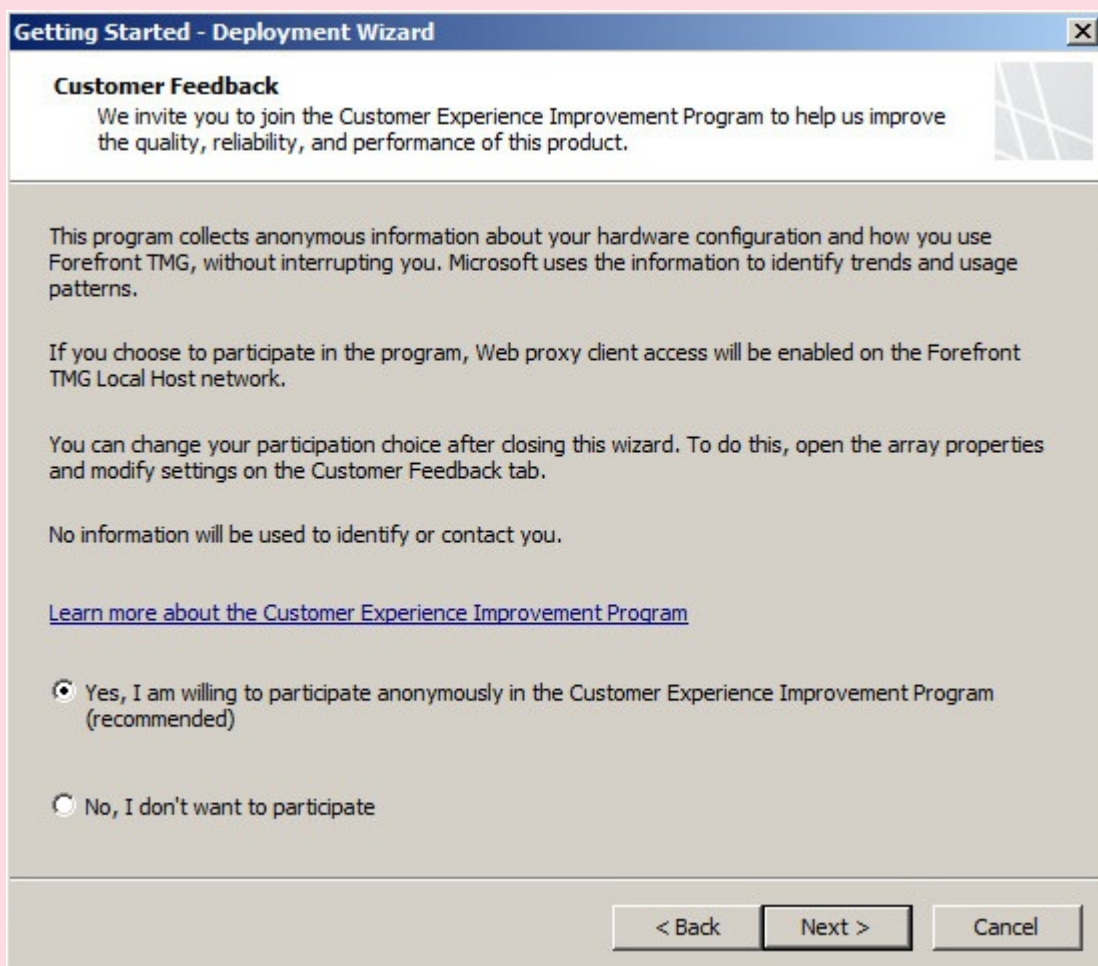 Getting Started - Deployment Wizard
Customer Feedback
We invite you to join the Customer Experience Improvement Program to help us improve
the quality, reliability, and performance of this product.
This program collects anonymous information about your hardware configuration and how you use
Forefront TMG, without interrupting you. Microsoft uses the information to identify trends and usage
patterns.
If you choose to participate in the program, Web proxy client access will be enabled on the Forefront
TMG Local Host network.
You can change your participation choice after closing this wizard. To do this, open the array properties
and modify settings on the Customer Feedback tab.
No information will be used to identify or contact you.
Learn more about the Customer Experience Improvement Program
Yes, I am willing to participate anonymously in the Customer Experience Improvement Program
(recommended)
No, I don't want to participate
< Back Next > Cancel